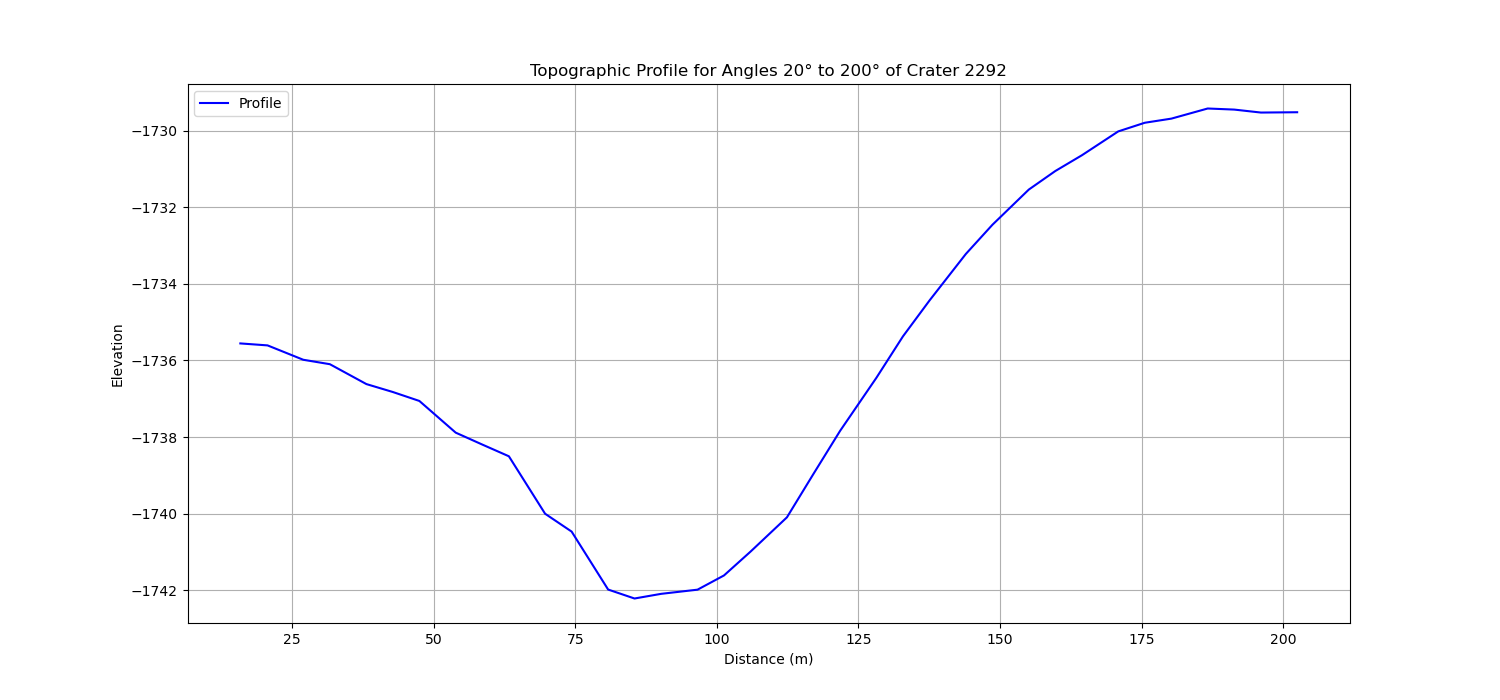 Topographic Profile for Angles 20° to 200° of Crater 2292
Profile
−1730
−1732
−1734
−1736
−1738
−1740
−1742
Elevation
25 50 75 100 125 150 175 200
Distance (m)